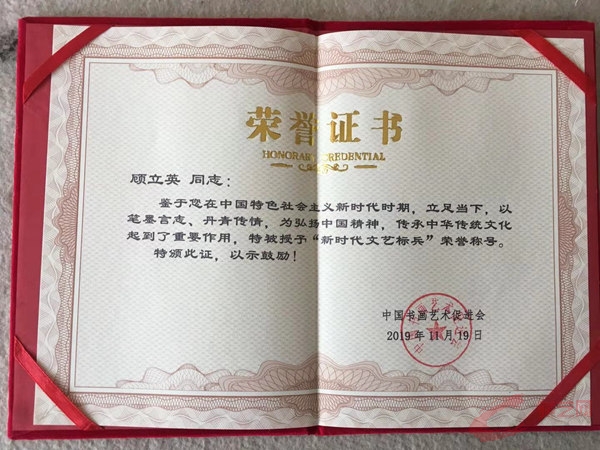 荣誉证书
HONORARY CREDENTIAL
顾立英 同志：
鉴于您在中国特色社会主义新时代时期，立足当下，以
笔墨言志、丹青传情，为弘扬中国精神，传承中华传统文化
起到了重要作用，特被授予“新时代文艺标兵”荣誉称号。
特颁此证，以示鼓励！
中国书画艺术促进会
2019年11月19日